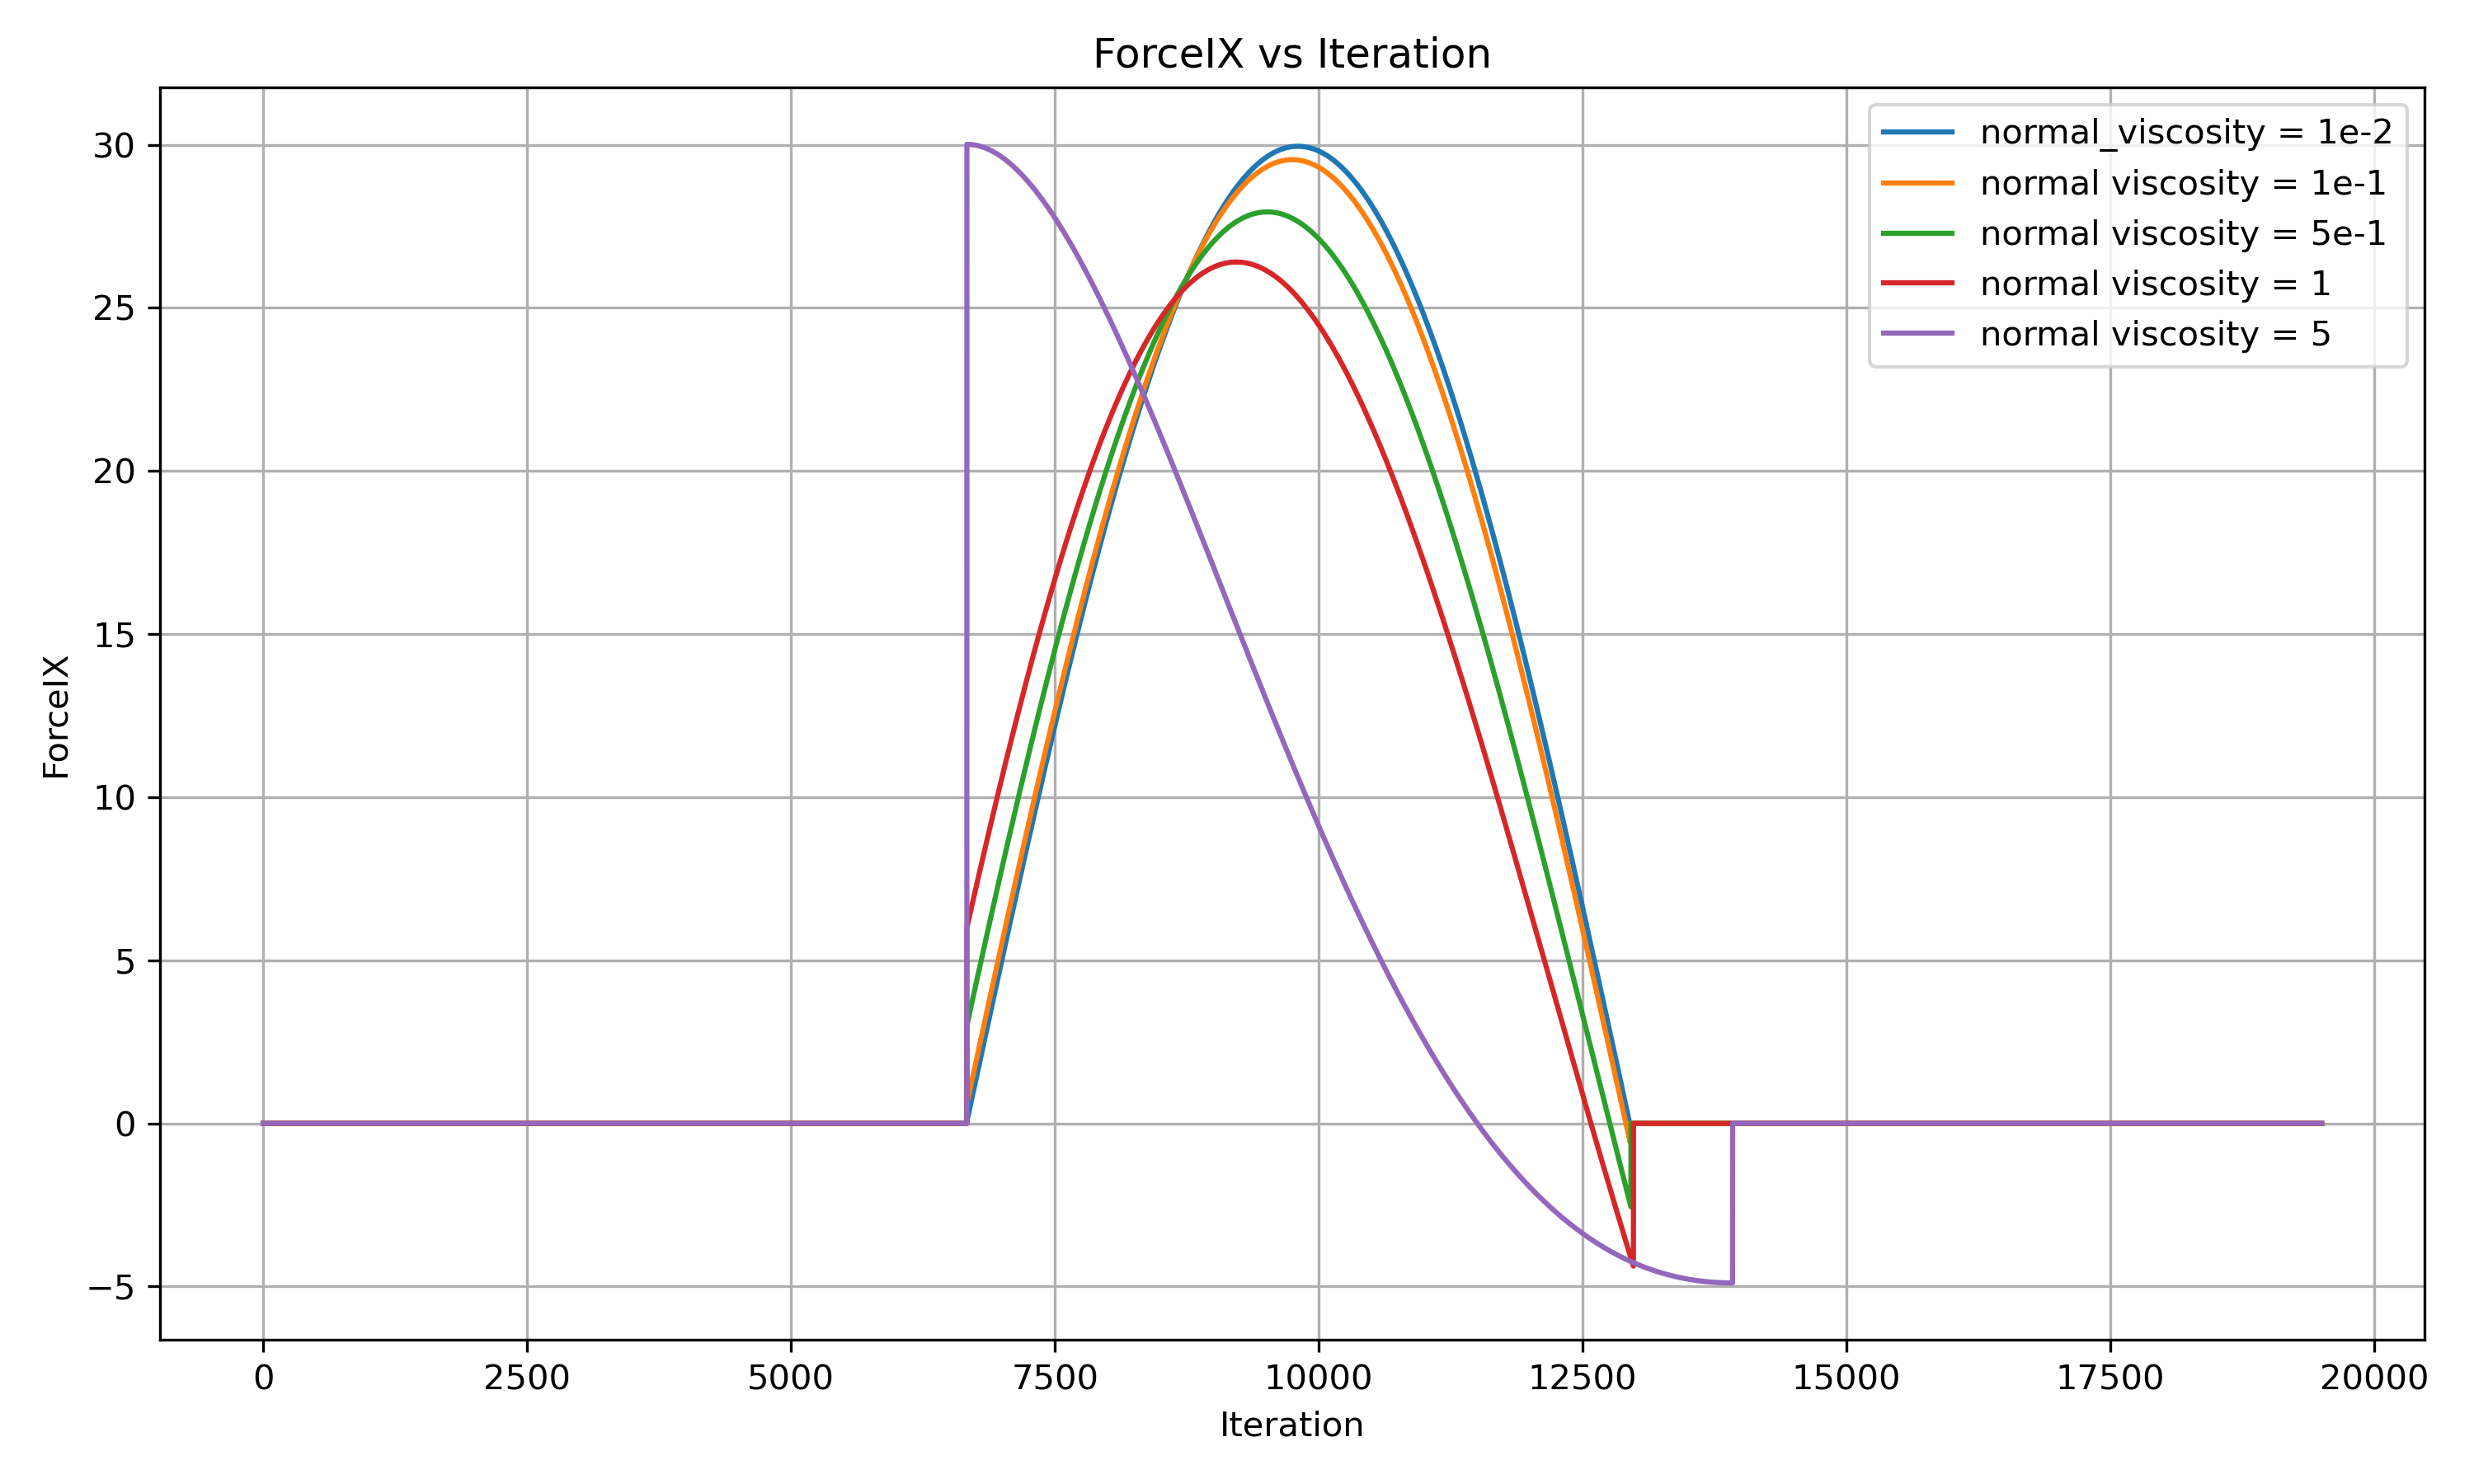 ForceIX vs Iteration
normal_viscosity = 1e-2
normal viscosity = 1e-1
normal viscosity = 5e-1
normal viscosity = 1
normal viscosity = 5
30
25
20
15
10
5
0
−5
ForceIX
0 2500 5000 7500 10000 12500 15000 17500 20000
Iteration